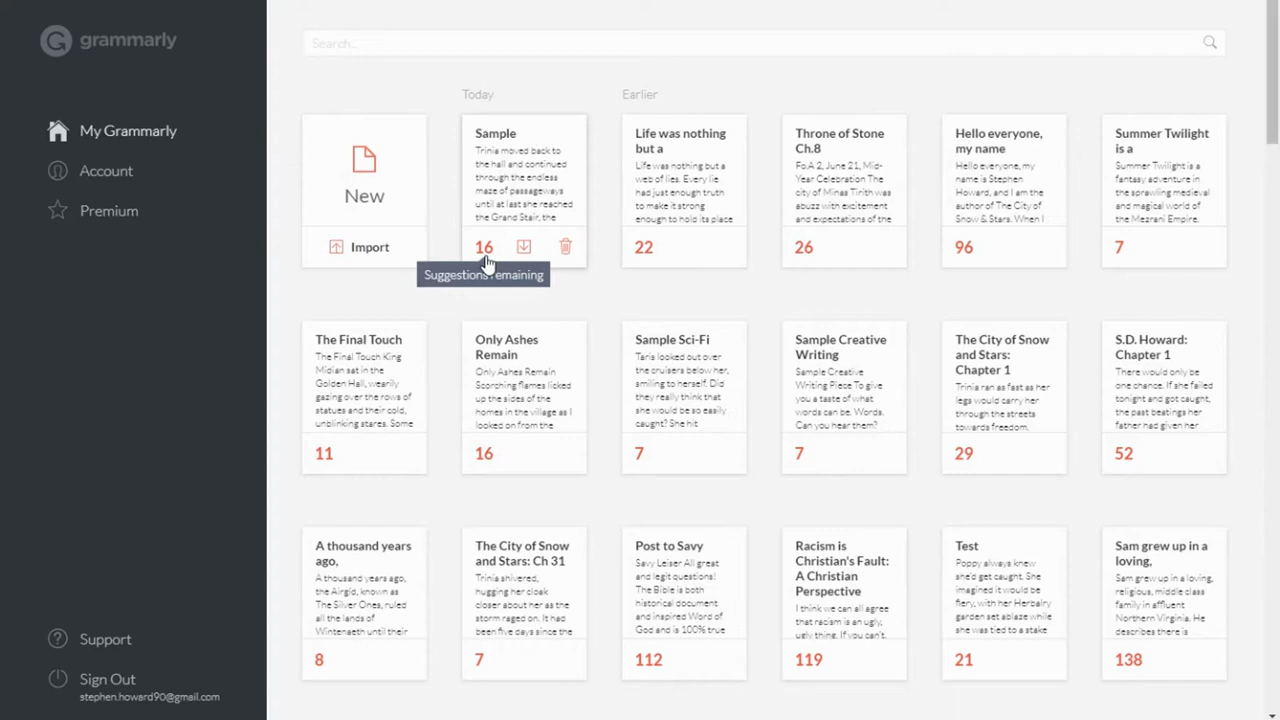 grammarly
My Grammarly
Account
Premium
Support
Sign Out
stephen.howard90@gmail.com
Search...
Today
Earlier
New
Import
Sample
Trinia moved back to
the hall and continued
through the endless
maze of passageways
until at last she reached
the Grand Stair, the
16
Suggestions remaining
Life was nothing
but a
Life was nothing but a
web of lies. Every lie
had just enough truth
to make it strong
enough to hold its place
22
Throne of Stone
Ch.8
Fo.A 2, June 21, Mid-
Year Celebration The
city of Minas Tirith was
abuzz with excitement
and expectations of the
26
Hello everyone,
my name
Hello everyone, my
name is Stephen
Howard, and I am the
author of The City of
Snow & Stars. When I
96
Summer Twilight
is a
Summer Twilight is a
fantasy adventure in
the sprawling medieval
and magical world of
the Mezrani Empire.
7
The Final Touch
The Final Touch King
Midian sat in the
Golden Hall, wearily
gazing over the rows of
statues and their cold,
unblinking stares. Some
11
Only Ashes
Remain
Only Ashes Remain
Scorching flames licked
up the sides of the
homes in the village as I
looked on from the
16
Sample Sci-Fi
Taris looked out over
the cruisers below her,
smiling to herself. Did
they really think that
she would be so easily
caught? She hit
7
Sample Creative
Writing
Sample Creative
Writing Piece To give
you a taste of what
words can be. Words.
Can you hear them?
7
The City of Snow
and Stars:
Chapter 1
Trinia ran as fast as her
legs would carry her
through the streets
towards freedom.
29
S.D. Howard:
Chapter 1
There would only be
one chance. If she failed
tonight and got caught,
the past beatings her
father had given her
52
A thousand years
ago,
A thousand years ago,
the Airgid, known as
The Silver Ones, ruled
all the lands of
Wintenaeth until their
8
The City of Snow
and Stars: Ch 31
Trinia shivered,
hugging her cloak
closer about her as the
storm raged on. It had
been five days since the
7
Post to Savy
Savy Leiser All great
and legit questions!
The Bible is both
historical document
and inspired Word of
God and is 100% true
112
Racism is
Christian's Fault:
A Christian
Perspective
I think we can all agree
that racism is an ugly,
ugly thing. If you can't,
119
Test
Poppy always knew
she'd get caught. She
imagined it would be
fiery, with her Herbalry
garden set ablaze while
she was tied to a stake
21
Sam grew up in a
loving,
Sam grew up in a loving,
religious, middle class
family in affluent
Northern Virginia. He
describes there is
138